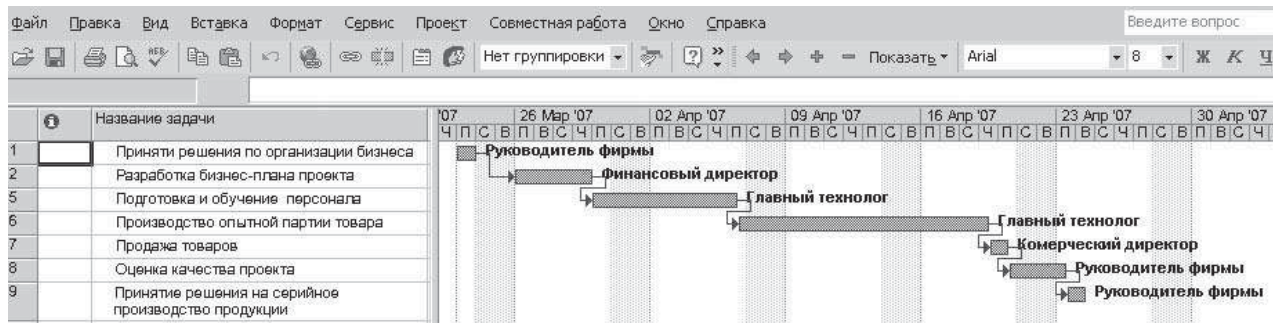 Файл Правка Вид Вставка Формат Сервис Проект Совместная работа Окно Справка Введите вопрос
Нет группировки Показать Arial 8 Ж К Ч
Название задачи '07 26 Мар '07 02 Апр '07 09 Апр '07 16 Апр '07 23 Апр '07 30 Апр '07
Ч П С В П В С Ч П С В П В С Ч П С В П В С Ч П С В П В С Ч П С В П В С Ч П С В П В С Ч
1 Приняти решения по организации бизнеса Руководитель фирмы
2 Разработка бизнес-плана проекта Финансовый директор
5 Подготовка и обучение персонала Главный технолог
6 Производство опытной партии товара Главный технолог
7 Продажа товаров Комерческий директор
8 Оценка качества проекта Руководитель фирмы
9 Принятие решения на серийное Руководитель фирмы
производство продукции